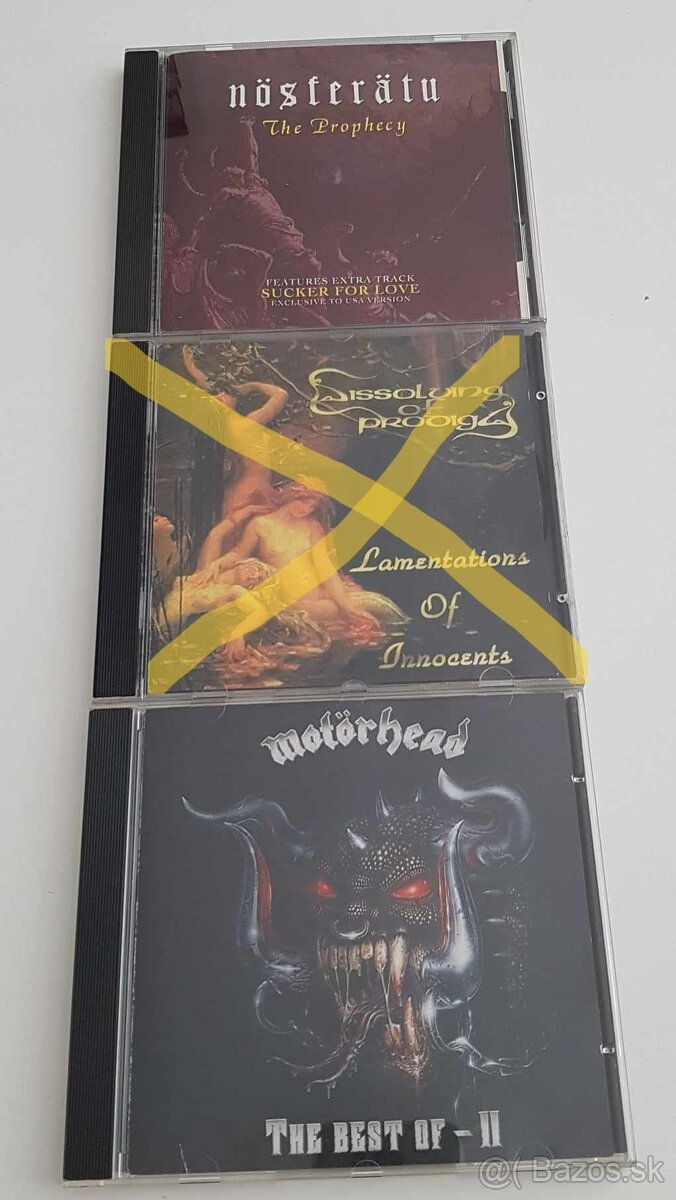 nösferätu
The Prophecy
FEATURES EXTRA TRACK
SUCKER FOR LOVE
EXCLUSIVE TO USA VERSION
Dissolving
of
prodigy
Lamentations
Of
Innocents
motörhead
THE BEST OF - II
@( Bazos.sk